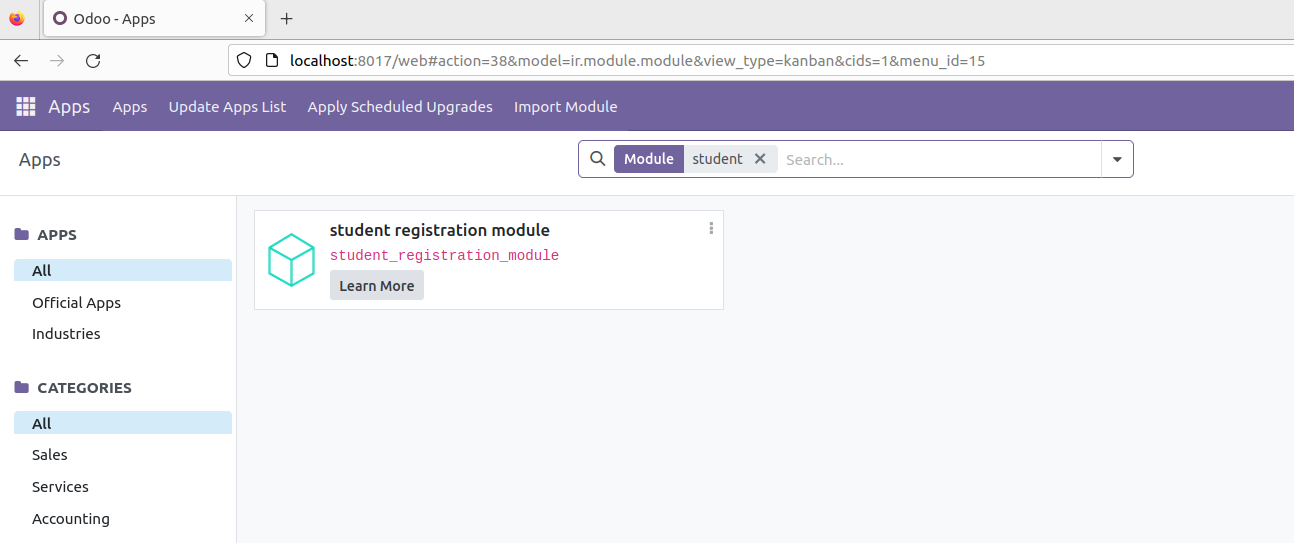 Odoo - Apps
localhost:8017/web#action=38&model=ir.module.module&view_type=kanban&cids=1&menu_id=15
Apps Apps Update Apps List Apply Scheduled Upgrades Import Module
Apps
Module student Search...
APPS
All
Official Apps
Industries
CATEGORIES
All
Sales
Services
Accounting
student registration module
student_registration_module
Learn More